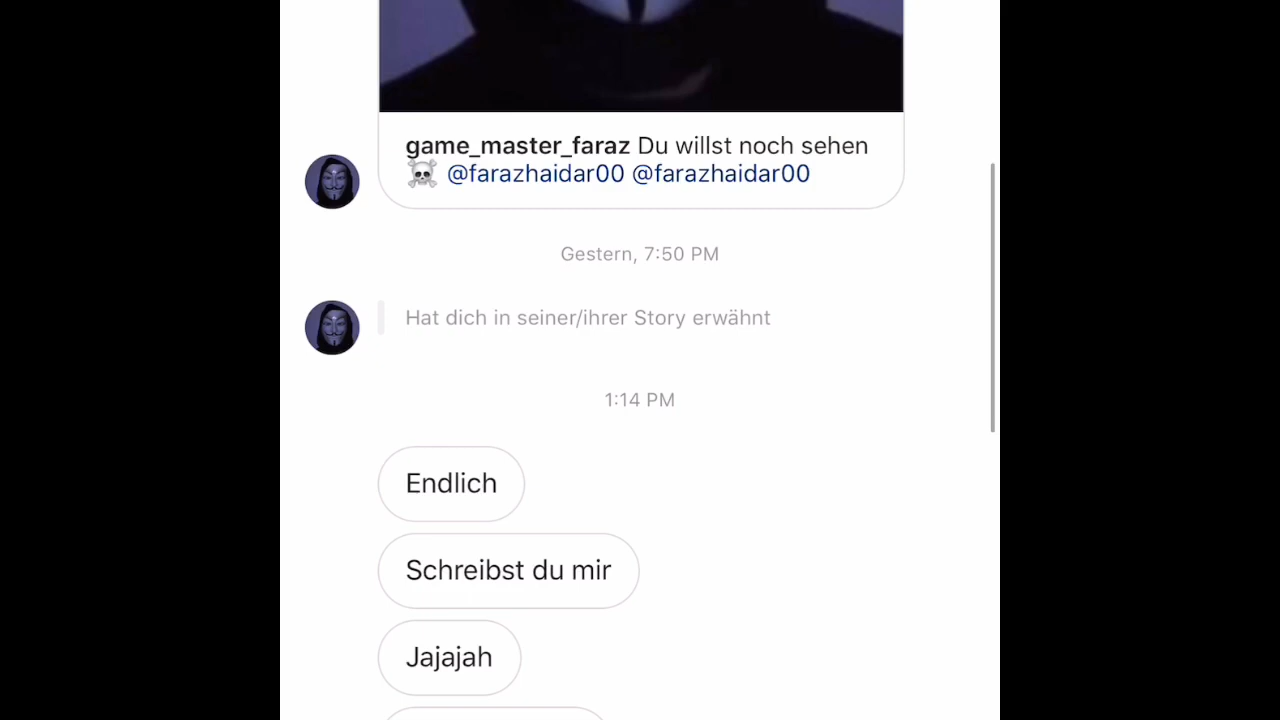 game_master_faraz Du willst noch sehen
☠️ @farazhaidar00 @farazhaidar00
Gestern, 7:50 PM
Hat dich in seiner/ihrer Story erwähnt
1:14 PM
Endlich
Schreibst du mir
Jajajah